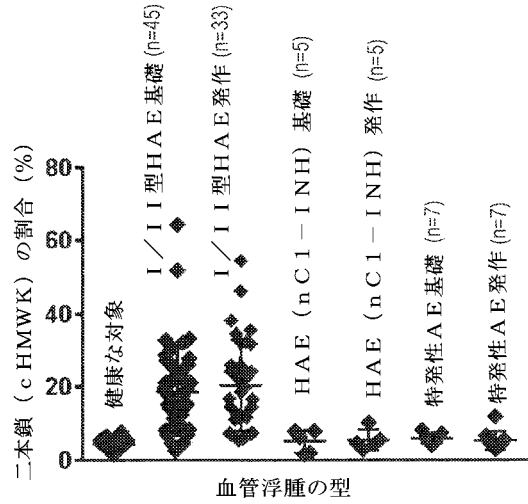 二本鎖（cHMWK）の割合（%）
80
60
40
20
0
健康な対象
I／II型HAE基礎 (n=45)
I／II型HAE発作 (n=33)
HAE（nC1－INH）基礎 (n=5)
HAE（nC1－INH）発作 (n=5)
特発性AE基礎 (n=7)
特発性AE発作 (n=7)
血管浮腫の型